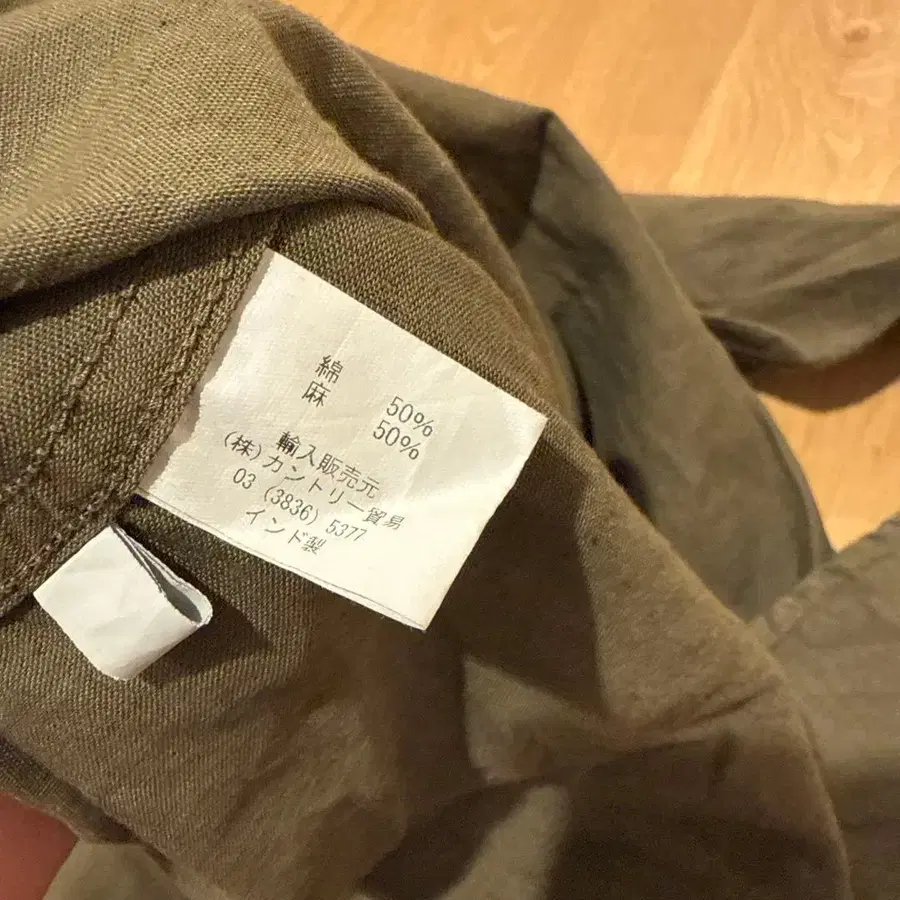 綿 50%
麻 50%
輸入販売元
(株)カントリー貿易
03 (3836) 5377
インド製